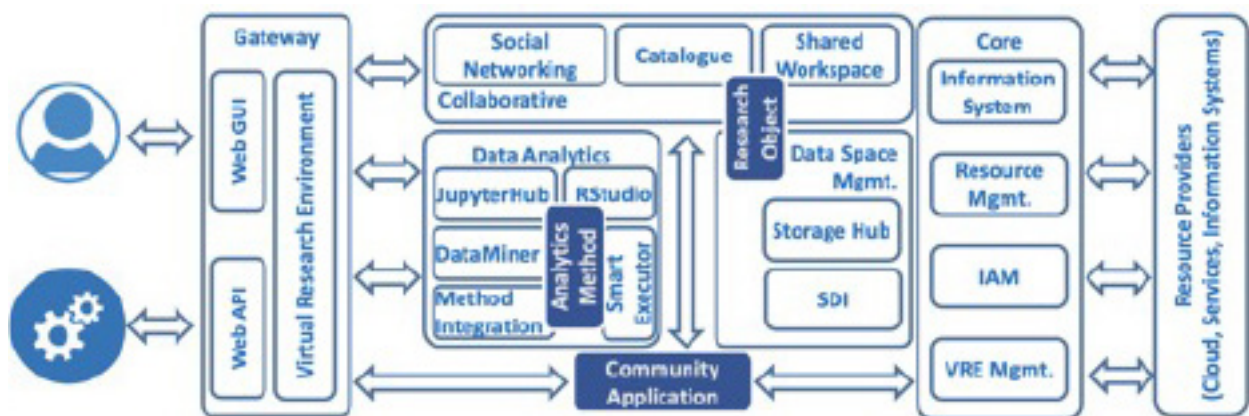 Gateway
Web GUI
Web API
Virtual Research Environment
Social
Networking
Catalogue
Shared
Workspace
Collaborative
Research
Object
Data Analytics
JupyterHub
RStudio
DataMiner
Method
Integration
Analytics
Method
Smart
Executor
Data Space
Mgmt.
Storage Hub
SDI
Community
Application
Core
Information
System
Resource
Mgmt.
IAM
VRE Mgmt.
Resource Providers
(Cloud, Services, Information Systems)